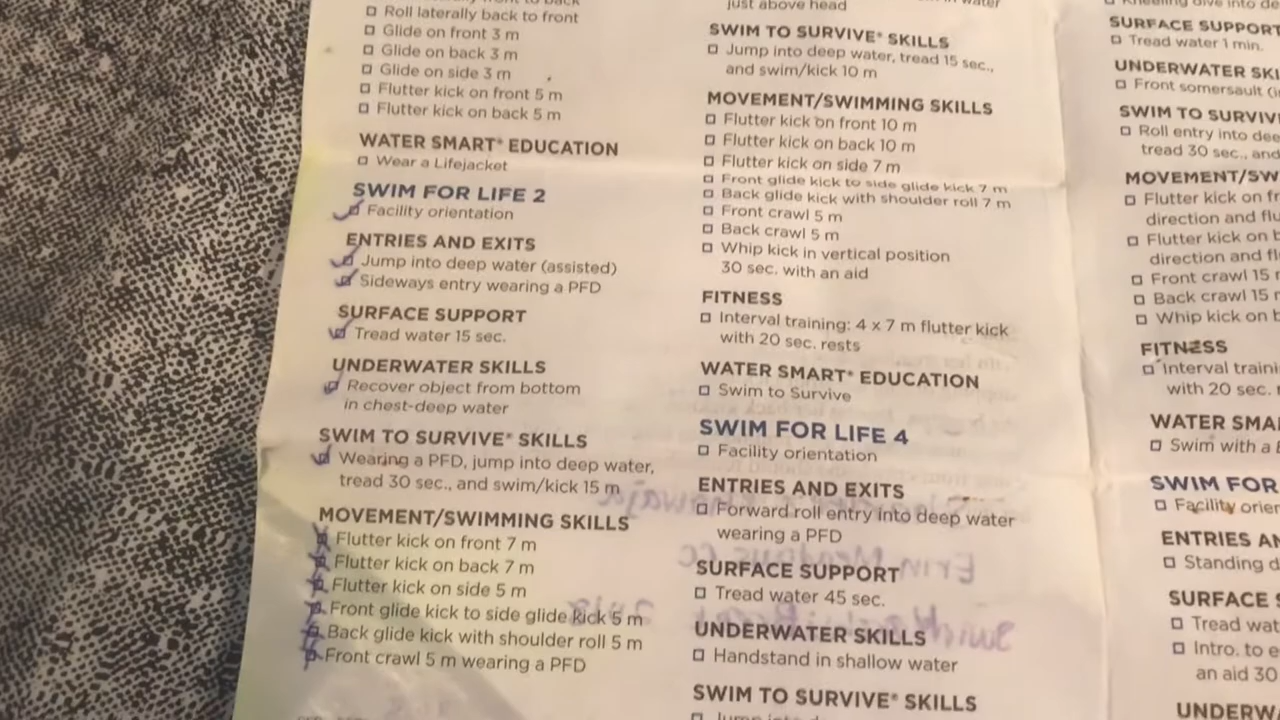 Roll laterally back to front
Glide on front 3 m
Glide on back 3 m
Glide on side 3 m
Flutter kick on front 5 m
Flutter kick on back 5 m
WATER SMART® EDUCATION
Wear a Lifejacket
SWIM FOR LIFE 2
Facility orientation
ENTRIES AND EXITS
Jump into deep water (assisted)
Sideways entry wearing a PFD
SURFACE SUPPORT
Tread water 15 sec.
UNDERWATER SKILLS
Recover object from bottom
in chest-deep water
SWIM TO SURVIVE® SKILLS
Wearing a PFD, jump into deep water,
tread 30 sec., and swim/kick 15 m
MOVEMENT/SWIMMING SKILLS
Flutter kick on front 7 m
Flutter kick on back 7 m
Flutter kick on side 5 m
Front glide kick to side glide kick 5 m
Back glide kick with shoulder roll 5 m
Front crawl 5 m wearing a PFD
just above head
SWIM TO SURVIVE® SKILLS
Jump into deep water, tread 15 sec.,
and swim/kick 10 m
MOVEMENT/SWIMMING SKILLS
Flutter kick on front 10 m
Flutter kick on back 10 m
Flutter kick on side 7 m
Front glide kick to side glide kick 7 m
Back glide kick with shoulder roll 7 m
Front crawl 5 m
Back crawl 5 m
Whip kick in vertical position
30 sec. with an aid
FITNESS
Interval training: 4 x 7 m flutter kick
with 20 sec. rests
WATER SMART® EDUCATION
Swim to Survive
SWIM FOR LIFE 4
Facility orientation
ENTRIES AND EXITS
Forward roll entry into deep water
wearing a PFD
SURFACE SUPPORT
Tread water 45 sec.
UNDERWATER SKILLS
Handstand in shallow water
SWIM TO SURVIVE® SKILLS
Kneeling dive into
SURFACE SUPPORT
Tread water 1 min.
UNDERWATER
Front somersault
SWIM TO
Roll entry into
tread 30 sec., and
Flutter kick on
direction and
Flutter kick on
direction and
Front crawl 15
Back crawl 15
Whip kick on
FITNESS
Interval
with 20 sec.
WATER
Swim with a
SWIM FOR
Facility
ENTRIES
Standing
SURFACE
Tread
Intro. to
an aid 30